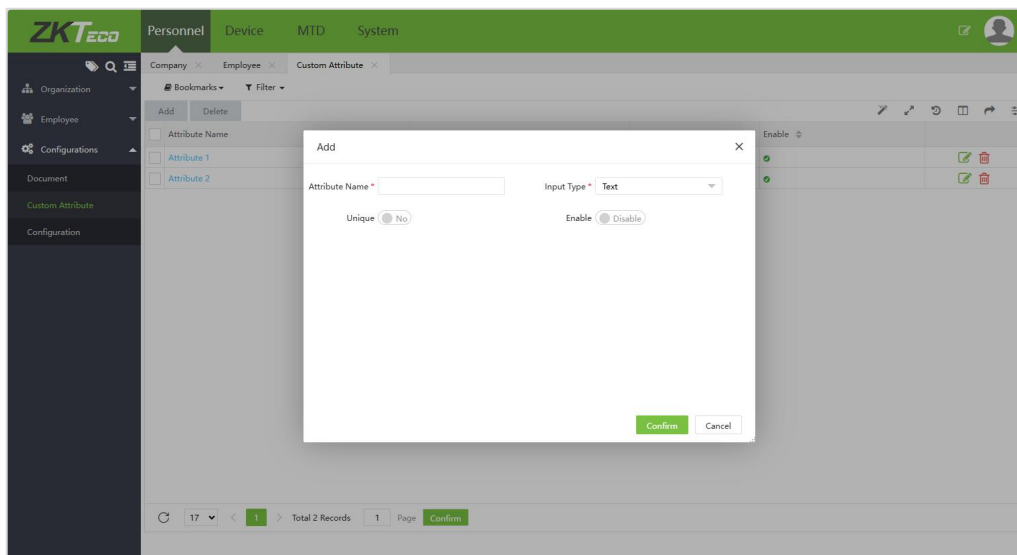 ZKTECO
Personnel Device MTD System
Company Employee Custom Attribute
Organization
Bookmarks Filter
Add Delete
Employee
Attribute Name Enable
Configurations
Attribute 1
Document
Attribute 2
Custom Attribute
Configuration
Add
Attribute Name * Input Type * Text
Unique No Enable Disable
Confirm Cancel
17 1 Total 2 Records 1 Page Confirm